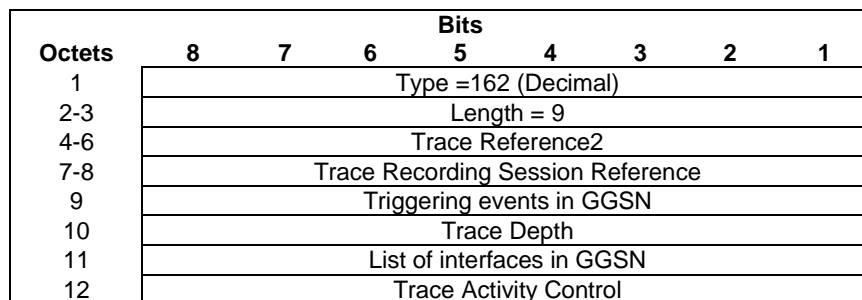 Bits
Octets 8 7 6 5 4 3 2 1
1 Type =162 (Decimal)
2-3 Length = 9
4-6 Trace Reference2
7-8 Trace Recording Session Reference
9 Triggering events in GGSN
10 Trace Depth
11 List of interfaces in GGSN
12 Trace Activity Control